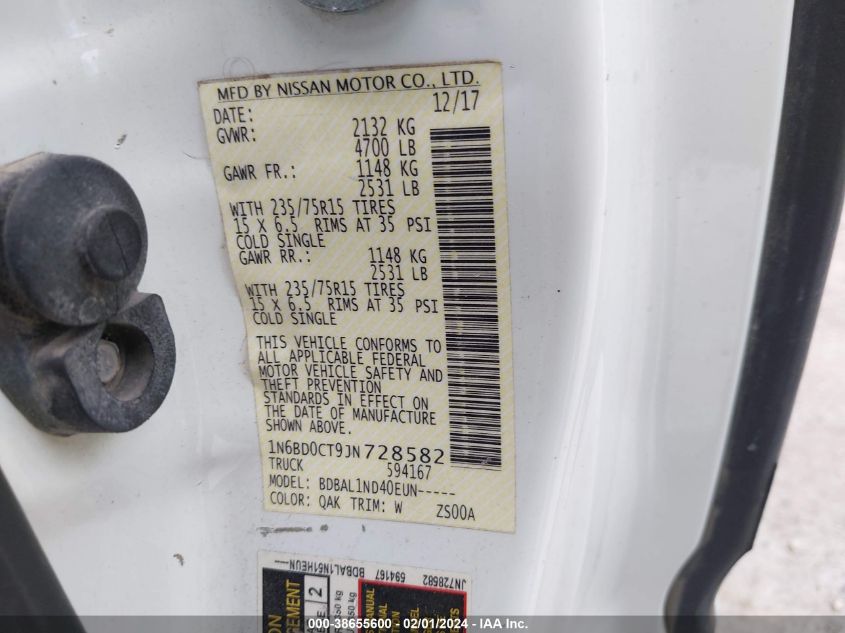 MFD BY NISSAN MOTOR CO., LTD.
DATE: 12/17
GVWR: 2132 KG
4700 LB
GAWR FR.: 1148 KG
2531 LB
WITH 235/75R15 TIRES
15 X 6.5 RIMS AT 35 PSI
COLD SINGLE
GAWR RR.: 1148 KG
2531 LB
WITH 235/75R15 TIRES
15 X 6.5 RIMS AT 35 PSI
COLD SINGLE
THIS VEHICLE CONFORMS TO
ALL APPLICABLE FEDERAL
MOTOR VEHICLE SAFETY AND
THEFT PREVENTION
STANDARDS IN EFFECT ON
THE DATE OF MANUFACTURE
SHOWN ABOVE.
1N6BD0CT9JN728582
TRUCK 594167
MODEL: BDBAL1ND40EUN-----
COLOR: QAK TRIM: W ZS00A
JN728582
594167 BDBAL1N51HEUN---
2
000-38655600 - 02/01/2024 - IAA Inc.